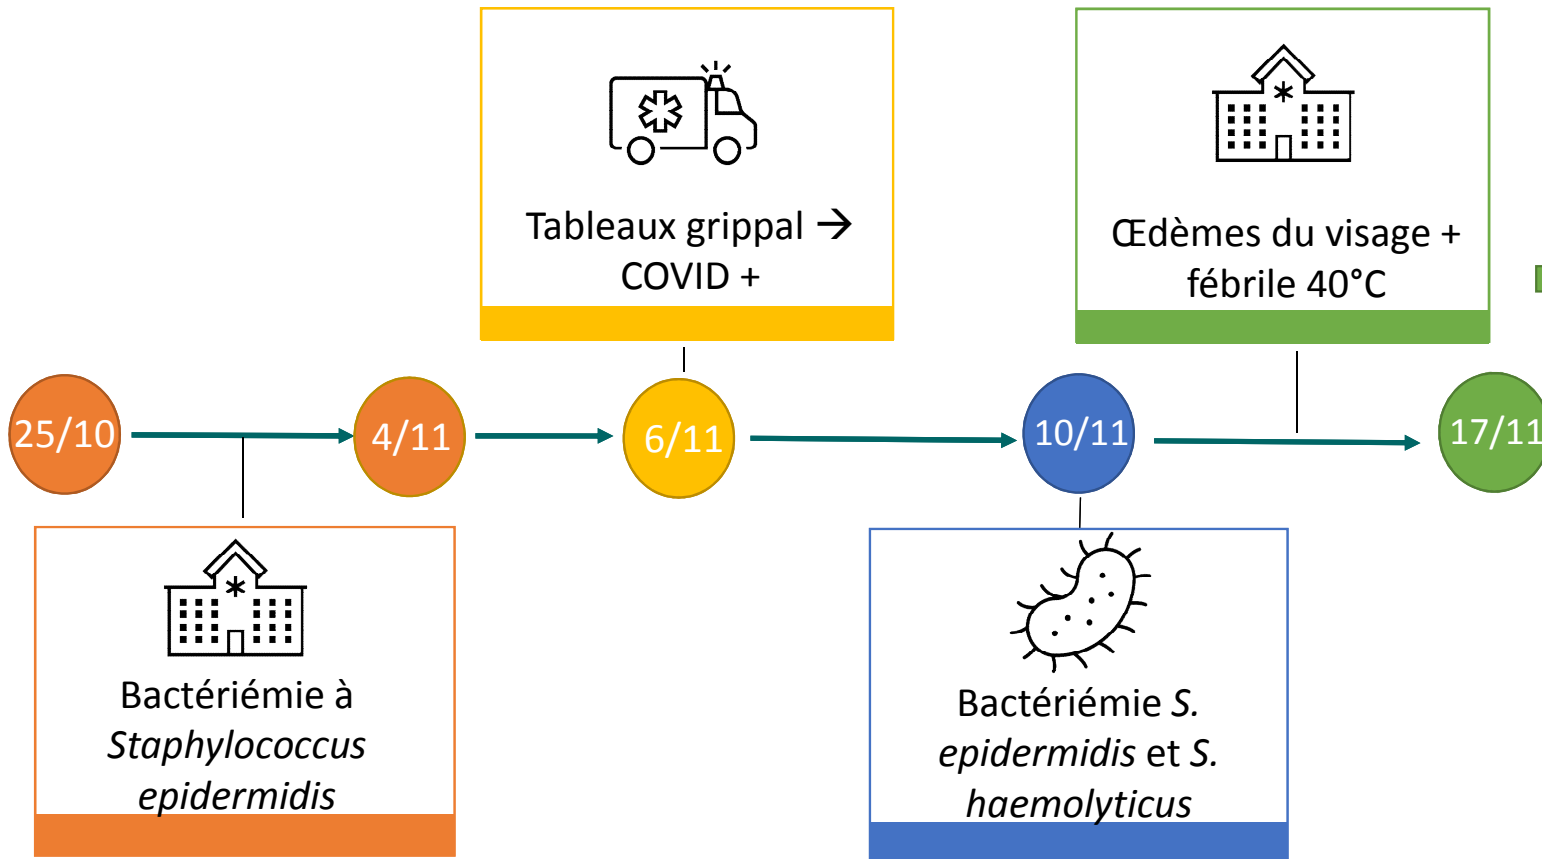 Tableaux grippal →
COVID +
Œdèmes du visage +
fébrile 40°C
25/10
4/11
6/11
10/11
17/11
Bactériémie à
Staphylococcus
epidermidis
Bactériémie S.
epidermidis et S.
haemolyticus